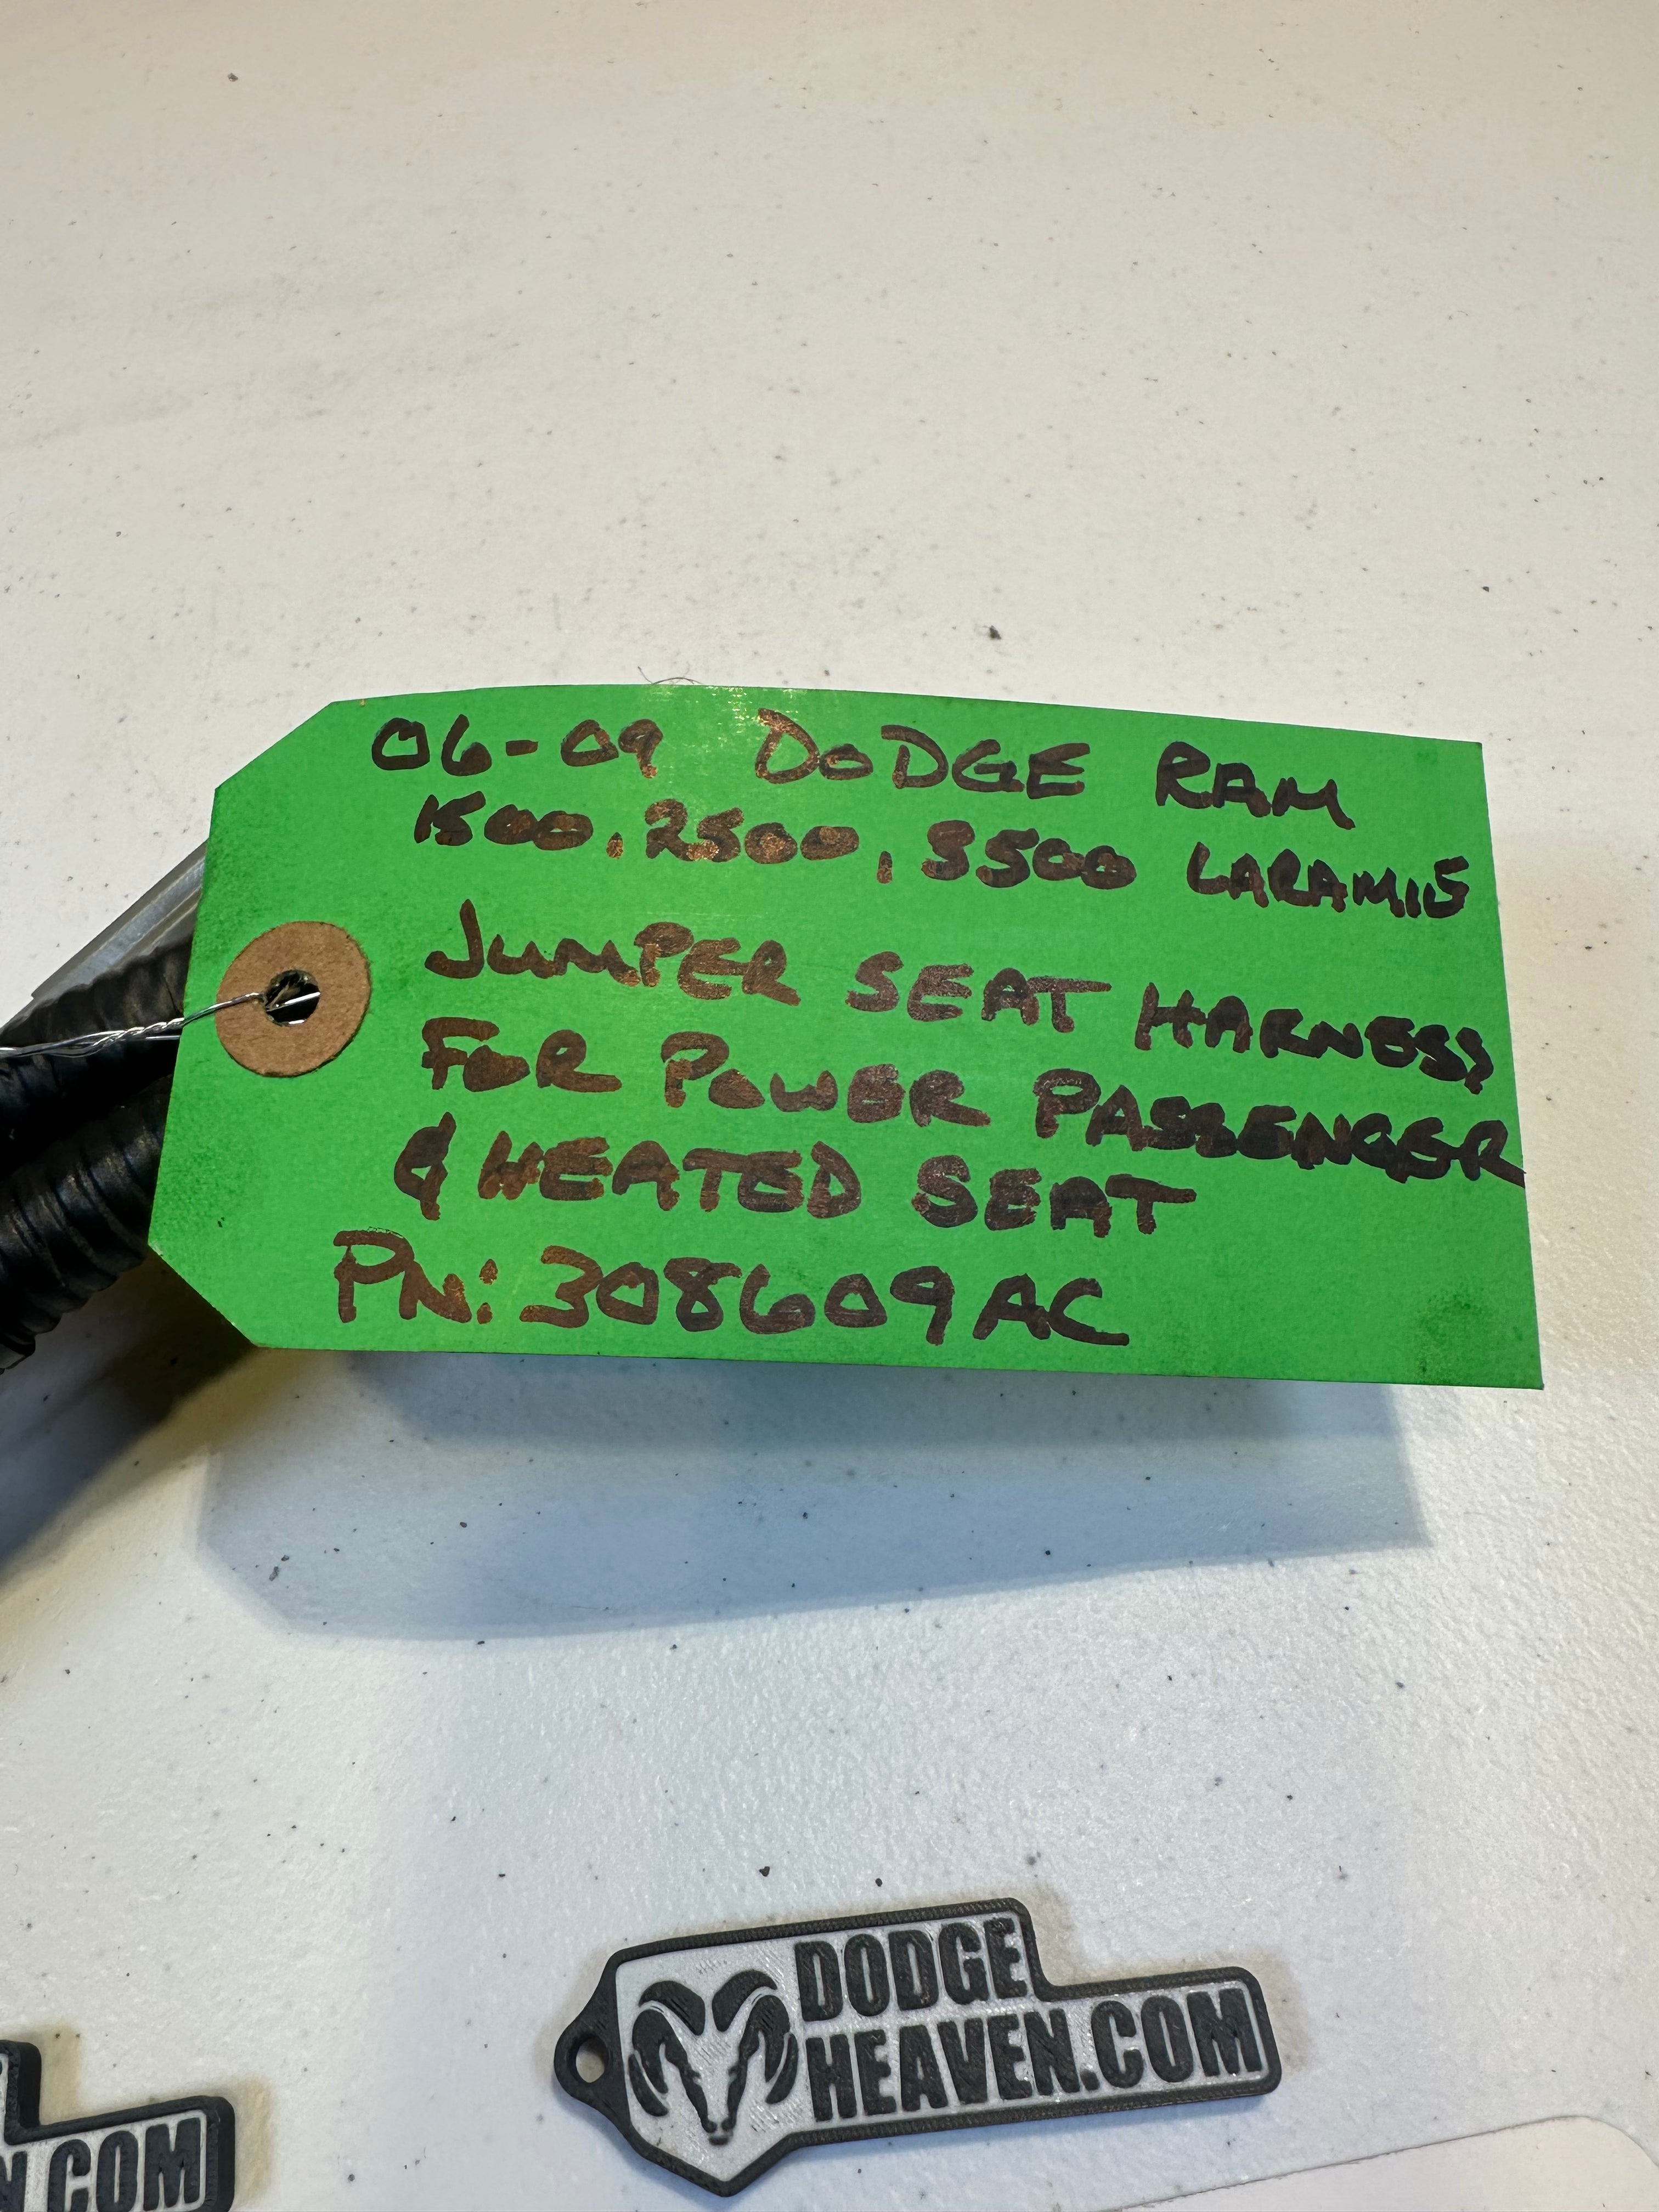 06-09 DODGE RAM
1500, 2500, 3500 LARAMIE
JUMPER SEAT HARNESS
FOR POWER PASSENGER
& HEATED SEAT
PN: 308609AC
DODGE
HEAVEN.COM
N.COM